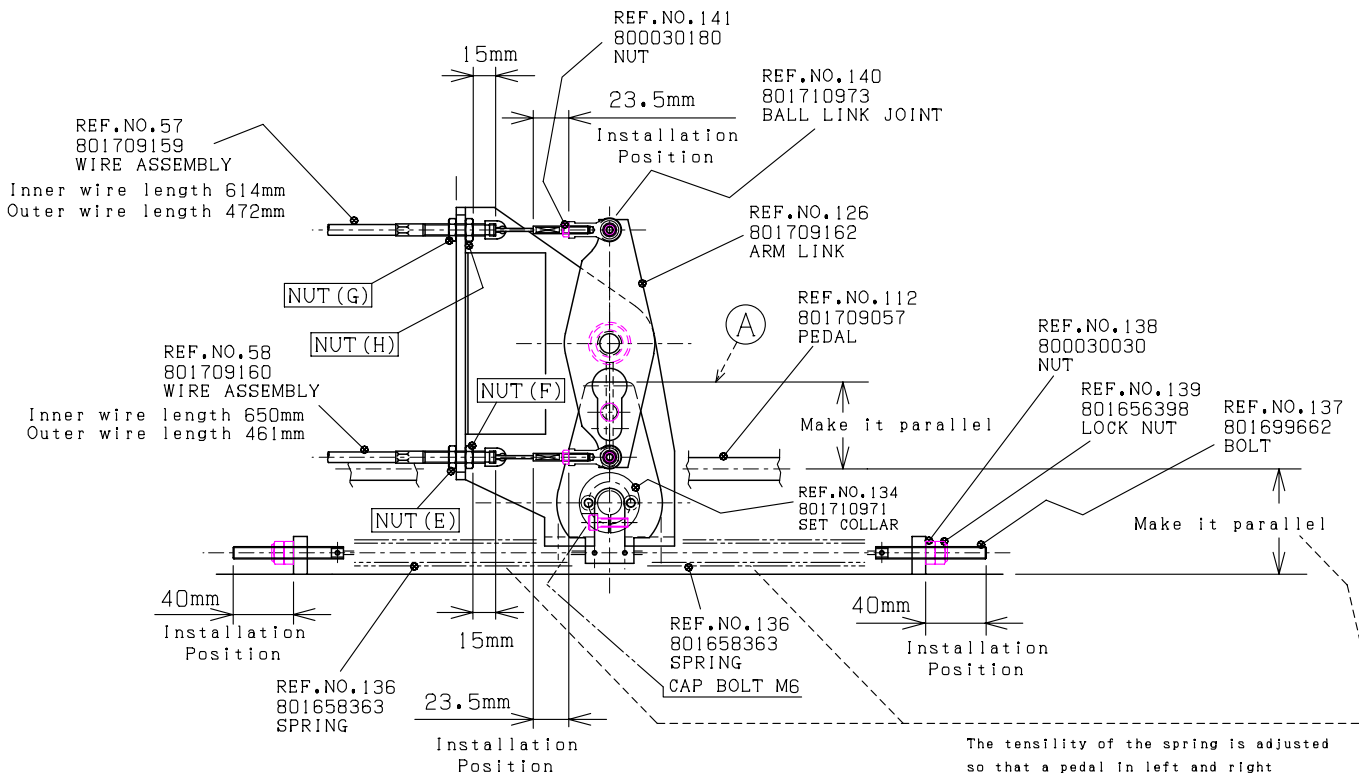 REF.NO.141
800030180
NUT
15mm
REF.NO.140
801710973
BALL LINK JOINT
23.5mm
Installation
Position
REF.NO.57
801709159
WIRE ASSEMBLY
Inner wire length 614mm
Outer wire length 472mm
REF.NO.126
801709162
ARM LINK
NUT(G)
NUT(H)
REF.NO.112
801709057
PEDAL
A
REF.NO.138
800030030
NUT
REF.NO.58
801709160
WIRE ASSEMBLY
NUT(F)
REF.NO.139
801656398
LOCK NUT
REF.NO.137
801699662
BOLT
Inner wire length 650mm
Outer wire length 461mm
Make it parallel
REF.NO.134
801710971
SET COLLAR
NUT(E)
Make it parallel
40mm
Installation
Position
15mm
REF.NO.136
801658363
SPRING
40mm
Installation
Position
CAP BOLT M6
REF.NO.136
801658363
SPRING
23.5mm
Installation
Position
The tensility of the spring is adjusted
so that a pedal in left and right